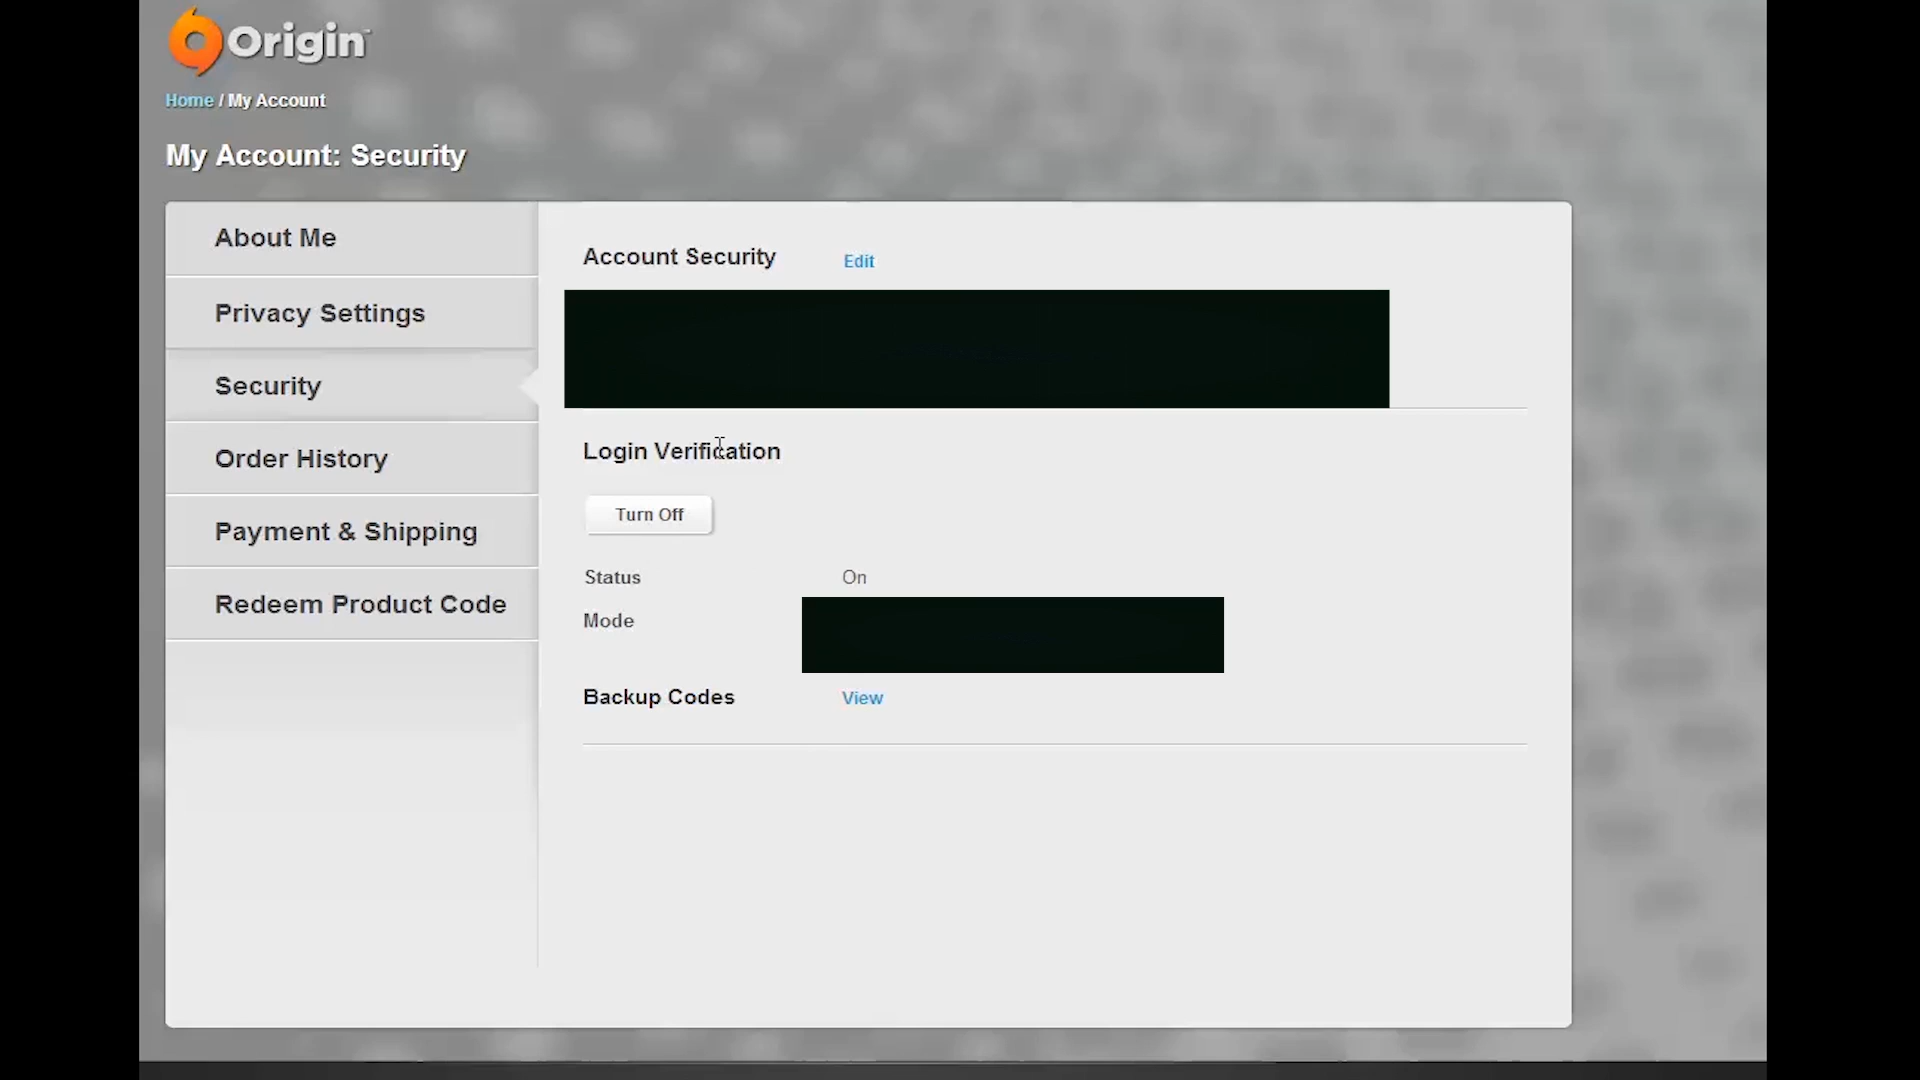 Origin
Home / My Account
My Account: Security
About Me
Privacy Settings
Security
Order History
Payment & Shipping
Redeem Product Code
Account Security Edit
Login Verification
Turn Off
Status On
Mode
Backup Codes View